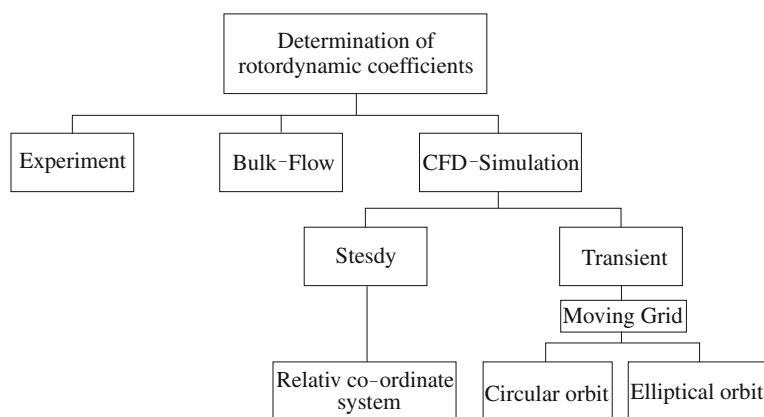 Determination of
rotordynamic coefficients
Experiment
Bulk-Flow
CFD-Simulation
Stesdy
Transient
Moving Grid
Relativ co-ordinate
system
Circular orbit
Elliptical orbit